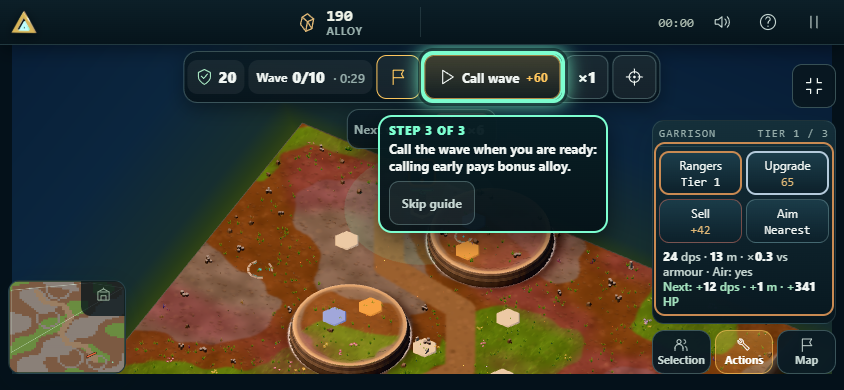 190
ALLOY
00:00
20
Wave 0/10 · 0:29
Call wave +60
×1
Nex
STEP 3 OF 3
Call the wave when you are ready:
calling early pays bonus alloy.
Skip guide
GARRISON TIER 1 / 3
Rangers
Tier 1
Upgrade
65
Sell
+42
Aim
Nearest
24 dps · 13 m · ×0.3 vs
armour · Air: yes
Next: +12 dps · +1 m · +341
HP
Selection
Actions
Map